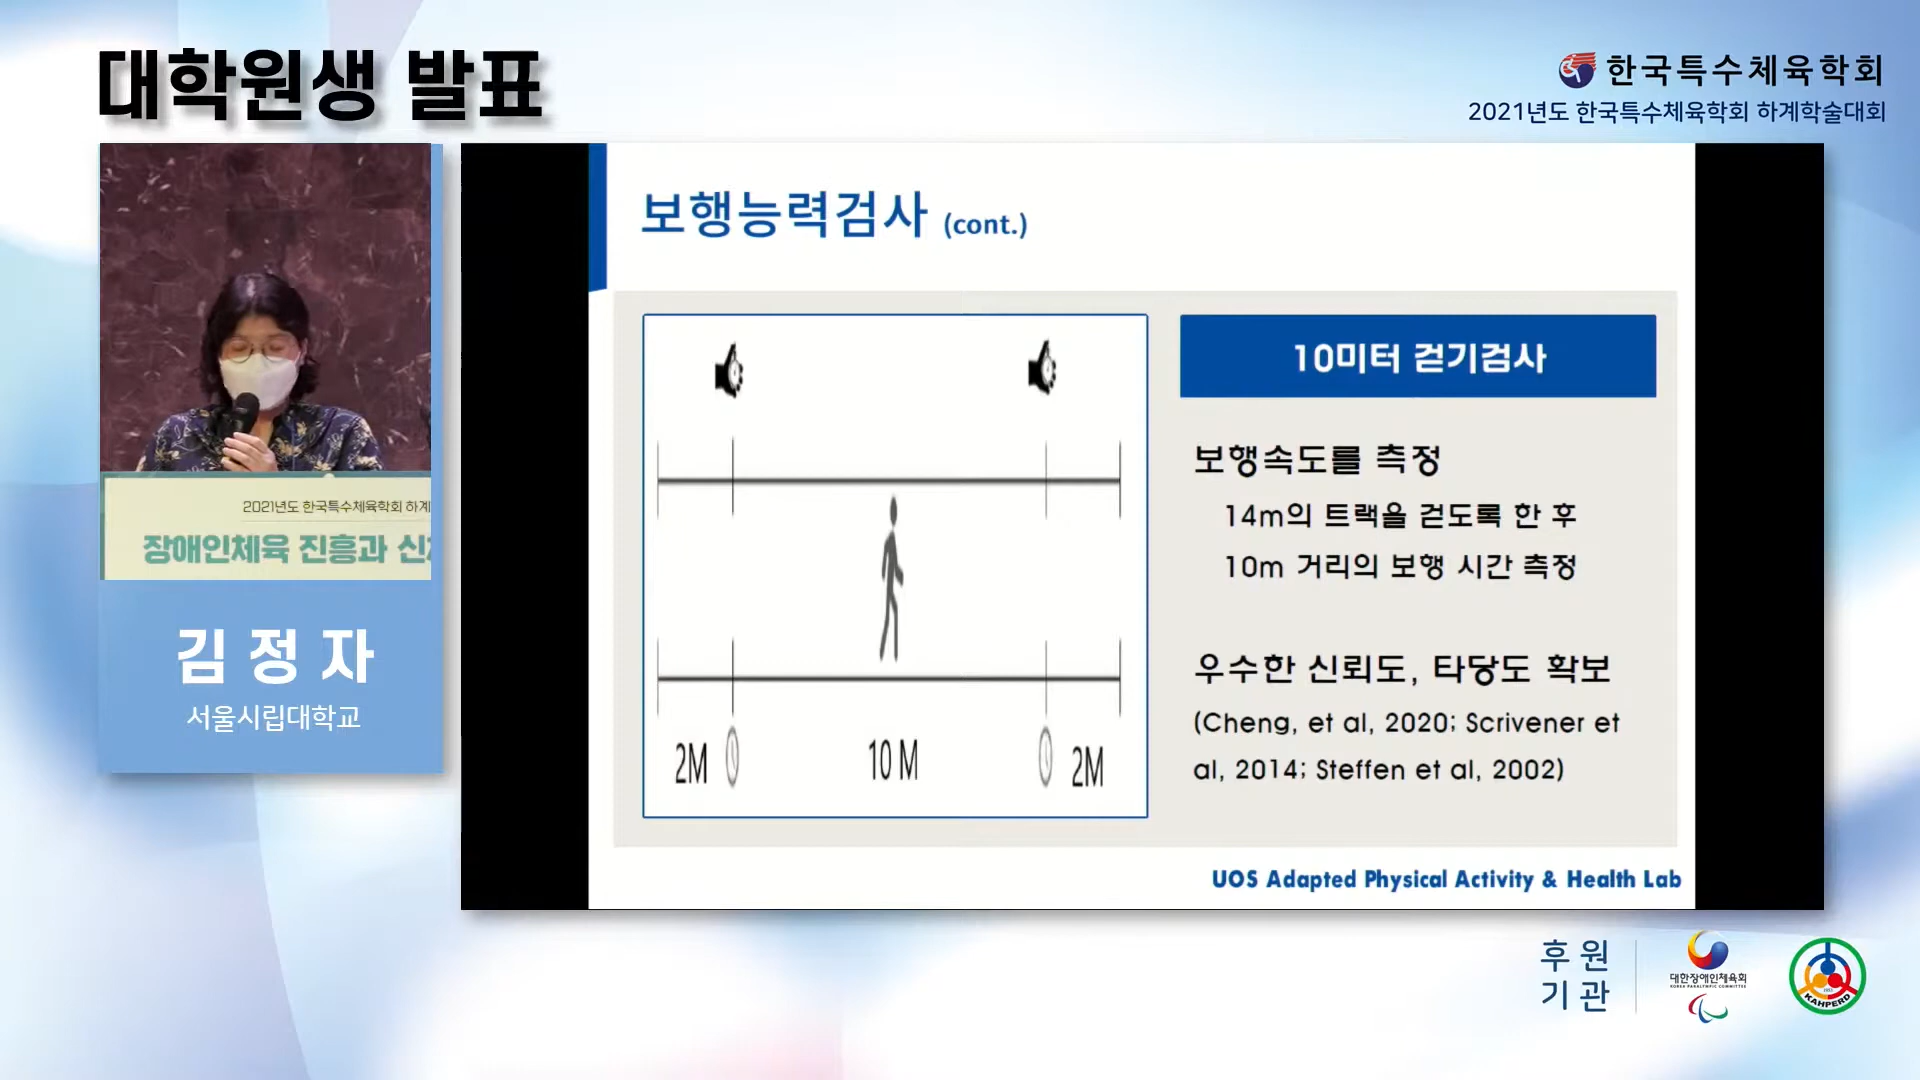 대학원생 발표
한국특수체육학회
2021년도 한국특수체육학회 하계학술대회
2021년도 한국특수체육학회 하계
장애인체육 진흥과
김정자
서울시립대학교
보행능력검사 (cont.)
2M
10 M
2M
10미터 걷기검사
보행속도를 측정
14m의 트랙을 걷도록 한 후
10m 거리의 보행 시간 측정
우수한 신뢰도, 타당도 확보
(Cheng, et al, 2020; Scrivener et
al, 2014; Steffen et al, 2002)
UOS Adapted Physical Activity & Health Lab
후원
기관
대한장애인체육회
KOREA PARALYMPIC COMMITTEE
KAHPERD